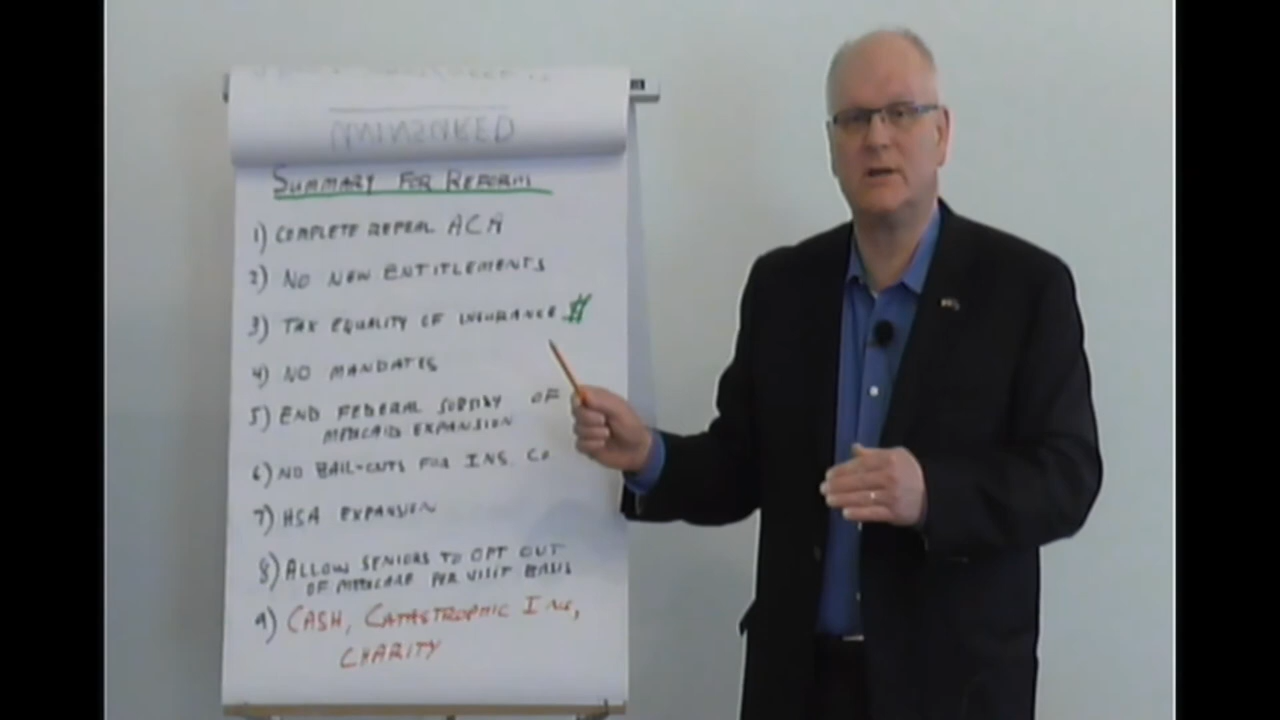 SUMMARY FOR REFORM
1) COMPLETE REPEAL ACA
2) NO NEW ENTITLEMENTS
3) TAX EQUALITY OF INSURANCE $
4) NO MANDATES
5) END FEDERAL SUBSIDY OF
MEDICAID EXPANSION
6) NO BAIL-OUTS FOR INS. CO
7) HSA EXPANSION
8) ALLOW SENIORS TO OPT OUT
OF MEDICARE PER VISIT BASIS
9) CASH, CATASTROPHIC INS,
CHARITY